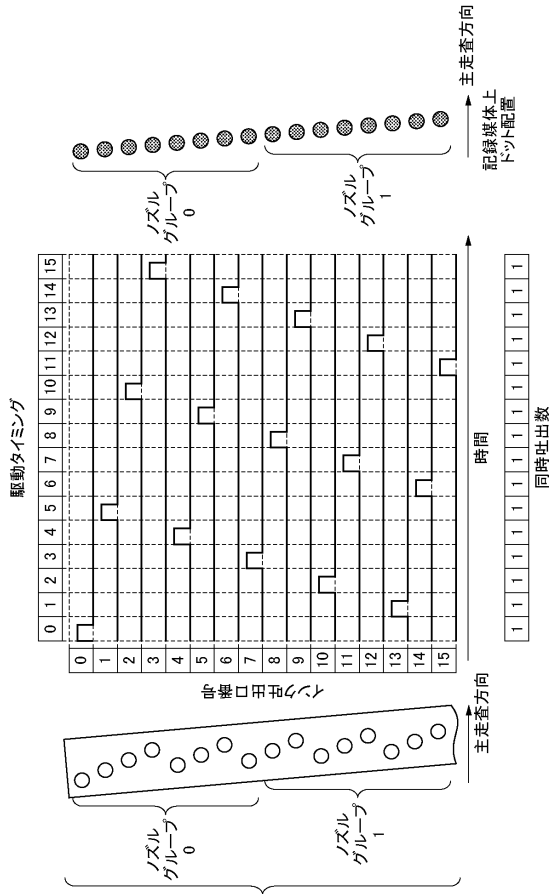 駆動タイミング
0 1 2 3 4 5 6 7 8 9 10 11 12 13 14 15
インク吐出口番号
0
1
2
3
4
5
6
7
8
9
10
11
12
13
14
15
時間
1 1 1 1 1 1 1 1 1 1 1 1 1 1 1 1
同時吐出数
ノズル
グループ
0
ノズル
グループ
1
主走査方向
ノズル
グループ
0
ノズル
グループ
1
主走査方向
記録媒体上
ドット配置